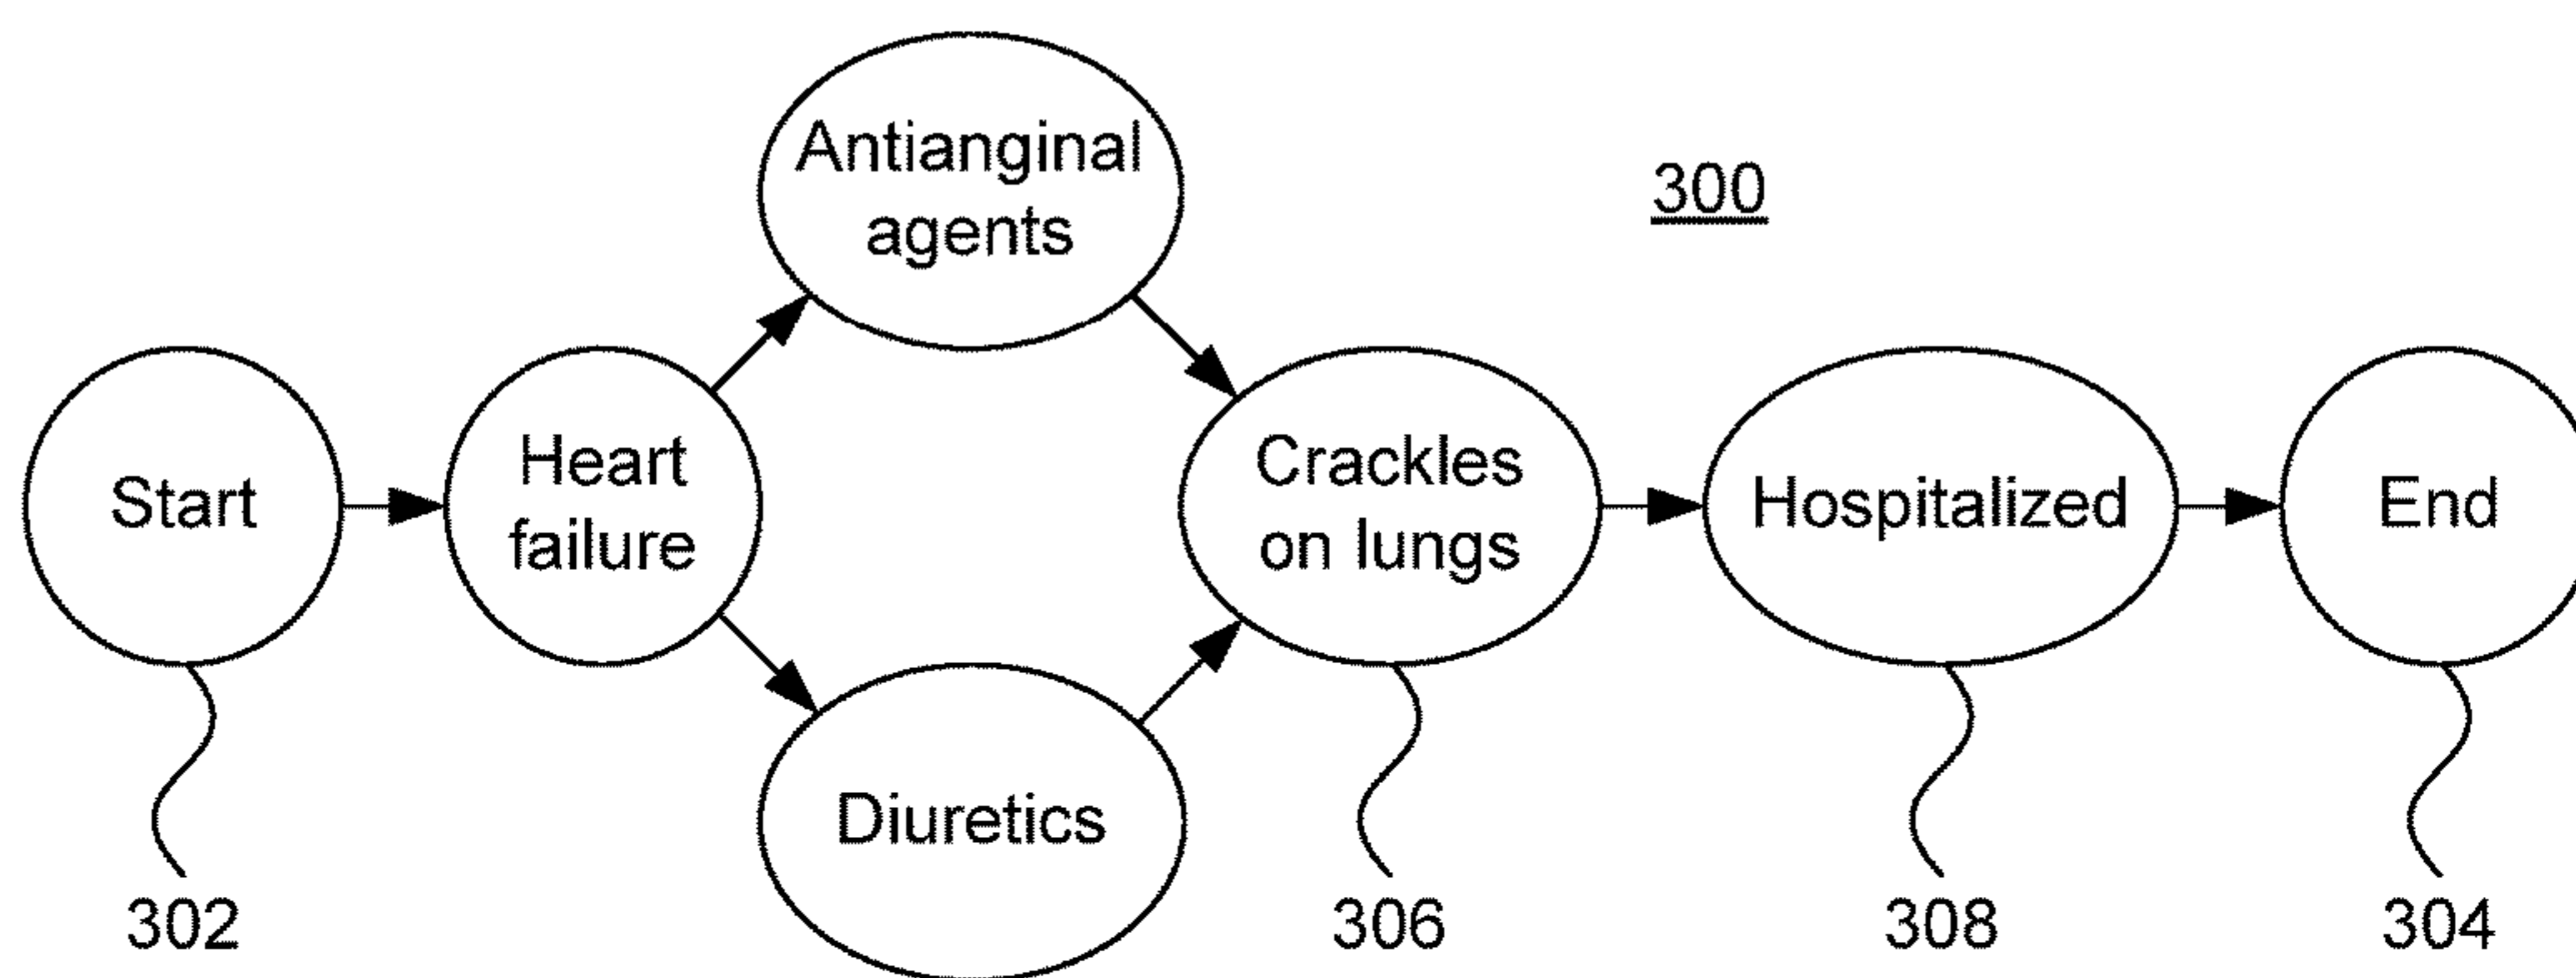 Antianginal
agents
300
Start
Heart
failure
Crackles
on lungs
Hospitalized
End
Diuretics
302
306
308
304